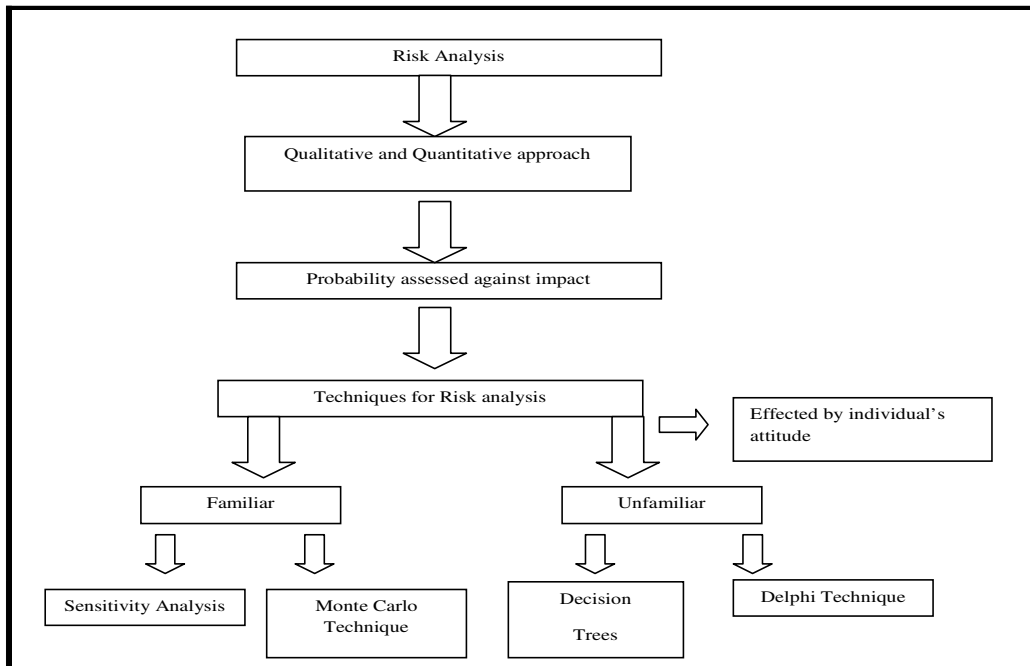 Risk Analysis
Qualitative and Quantitative approach
Probability assessed against impact
Techniques for Risk analysis
Effected by individual’s
attitude
Familiar
Unfamiliar
Sensitivity Analysis
Monte Carlo
Technique
Decision
Trees
Delphi Technique